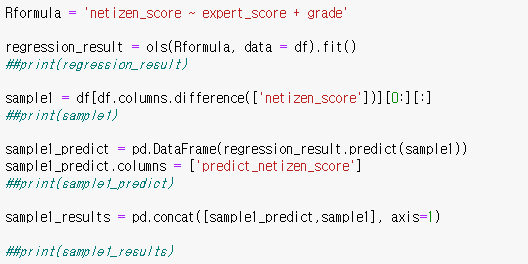 Rformula = 'netizen_score ~ expert_score + grade'
regression_result = ols(Rformula, data = df).fit()
##print(regression_result)
sample1 = df[df.columns.difference(['netizen_score'])][0:][:]
##print(sample1)
sample1_predict = pd.DataFrame(regression_result.predict(sample1))
sample1_predict.columns = ['predict_netizen_score']
##print(sample1_predict)
sample1_results = pd.concat([sample1_predict,sample1], axis=1)
##print(sample1_results)